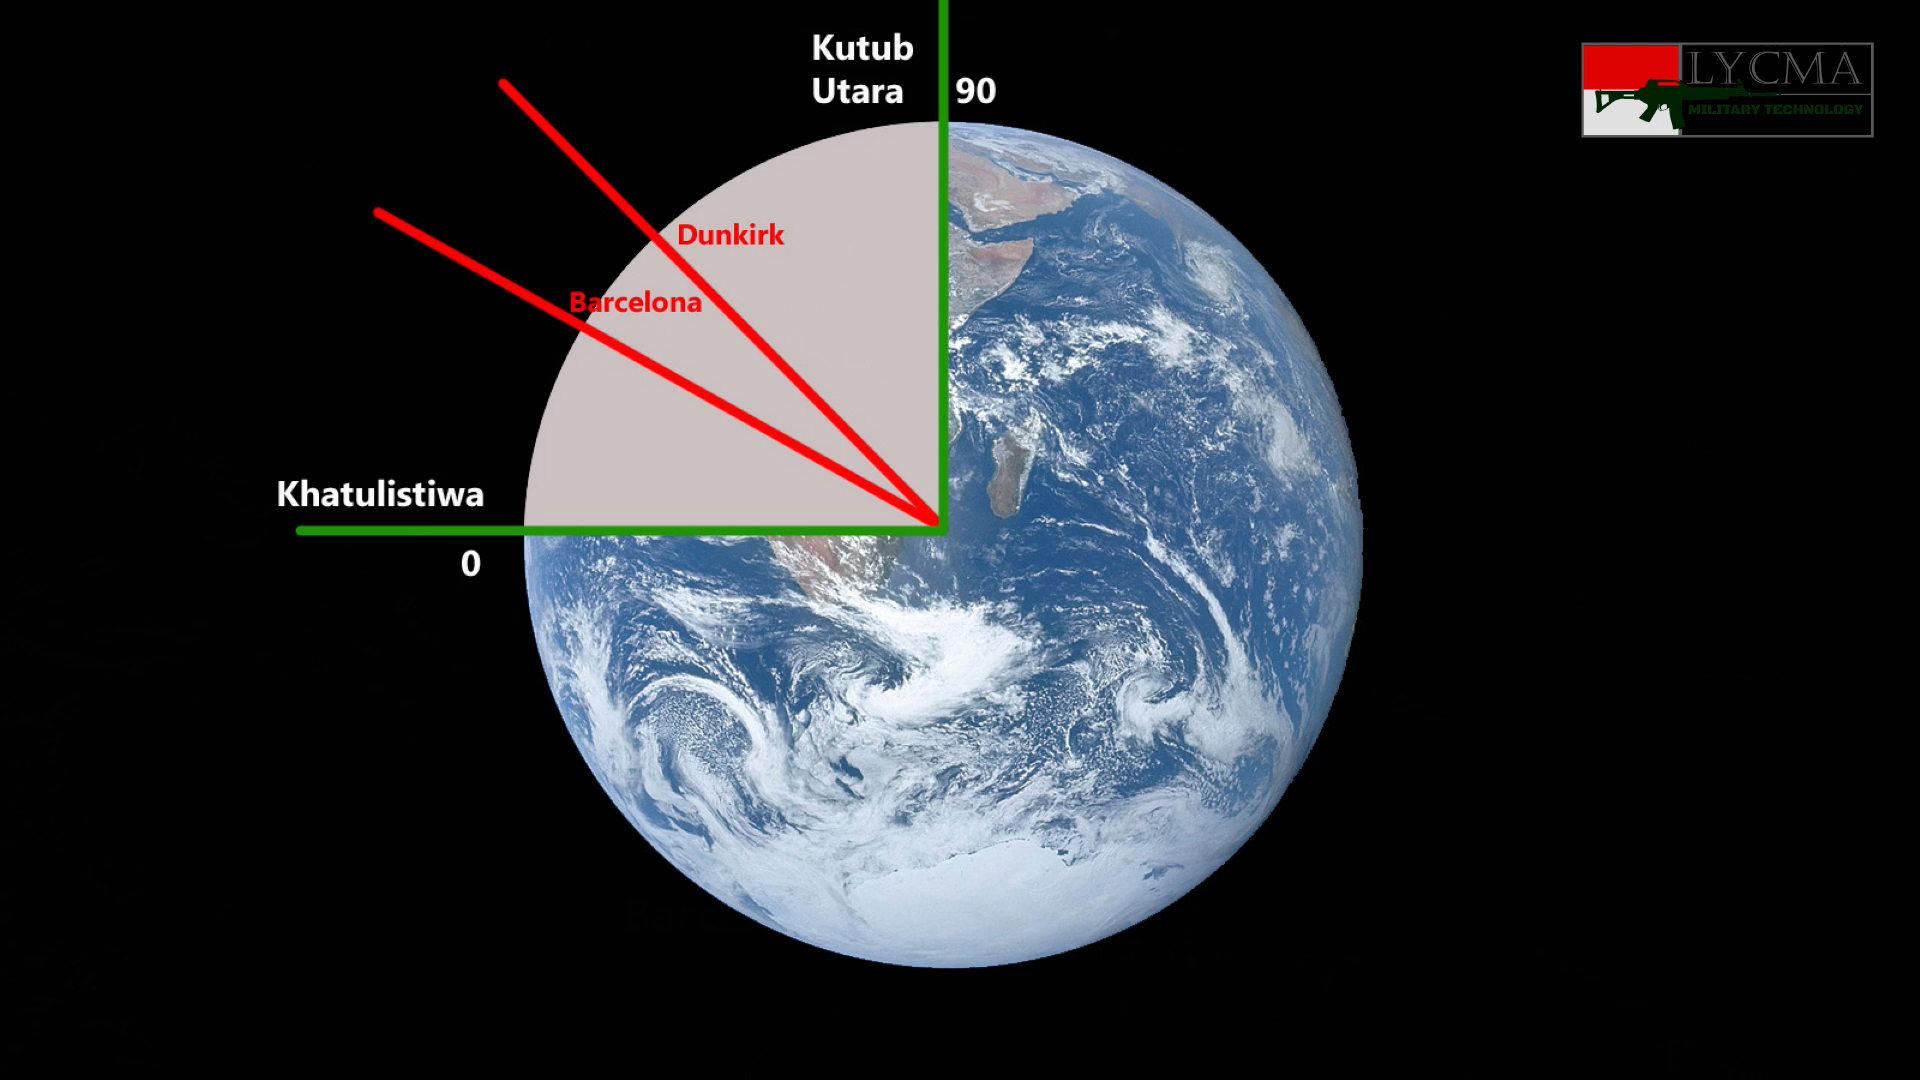 Kutub
Utara
90
LYCMA
MILITARY TECHNOLOGY
Dunkirk
Barcelona
Khatulistiwa
0